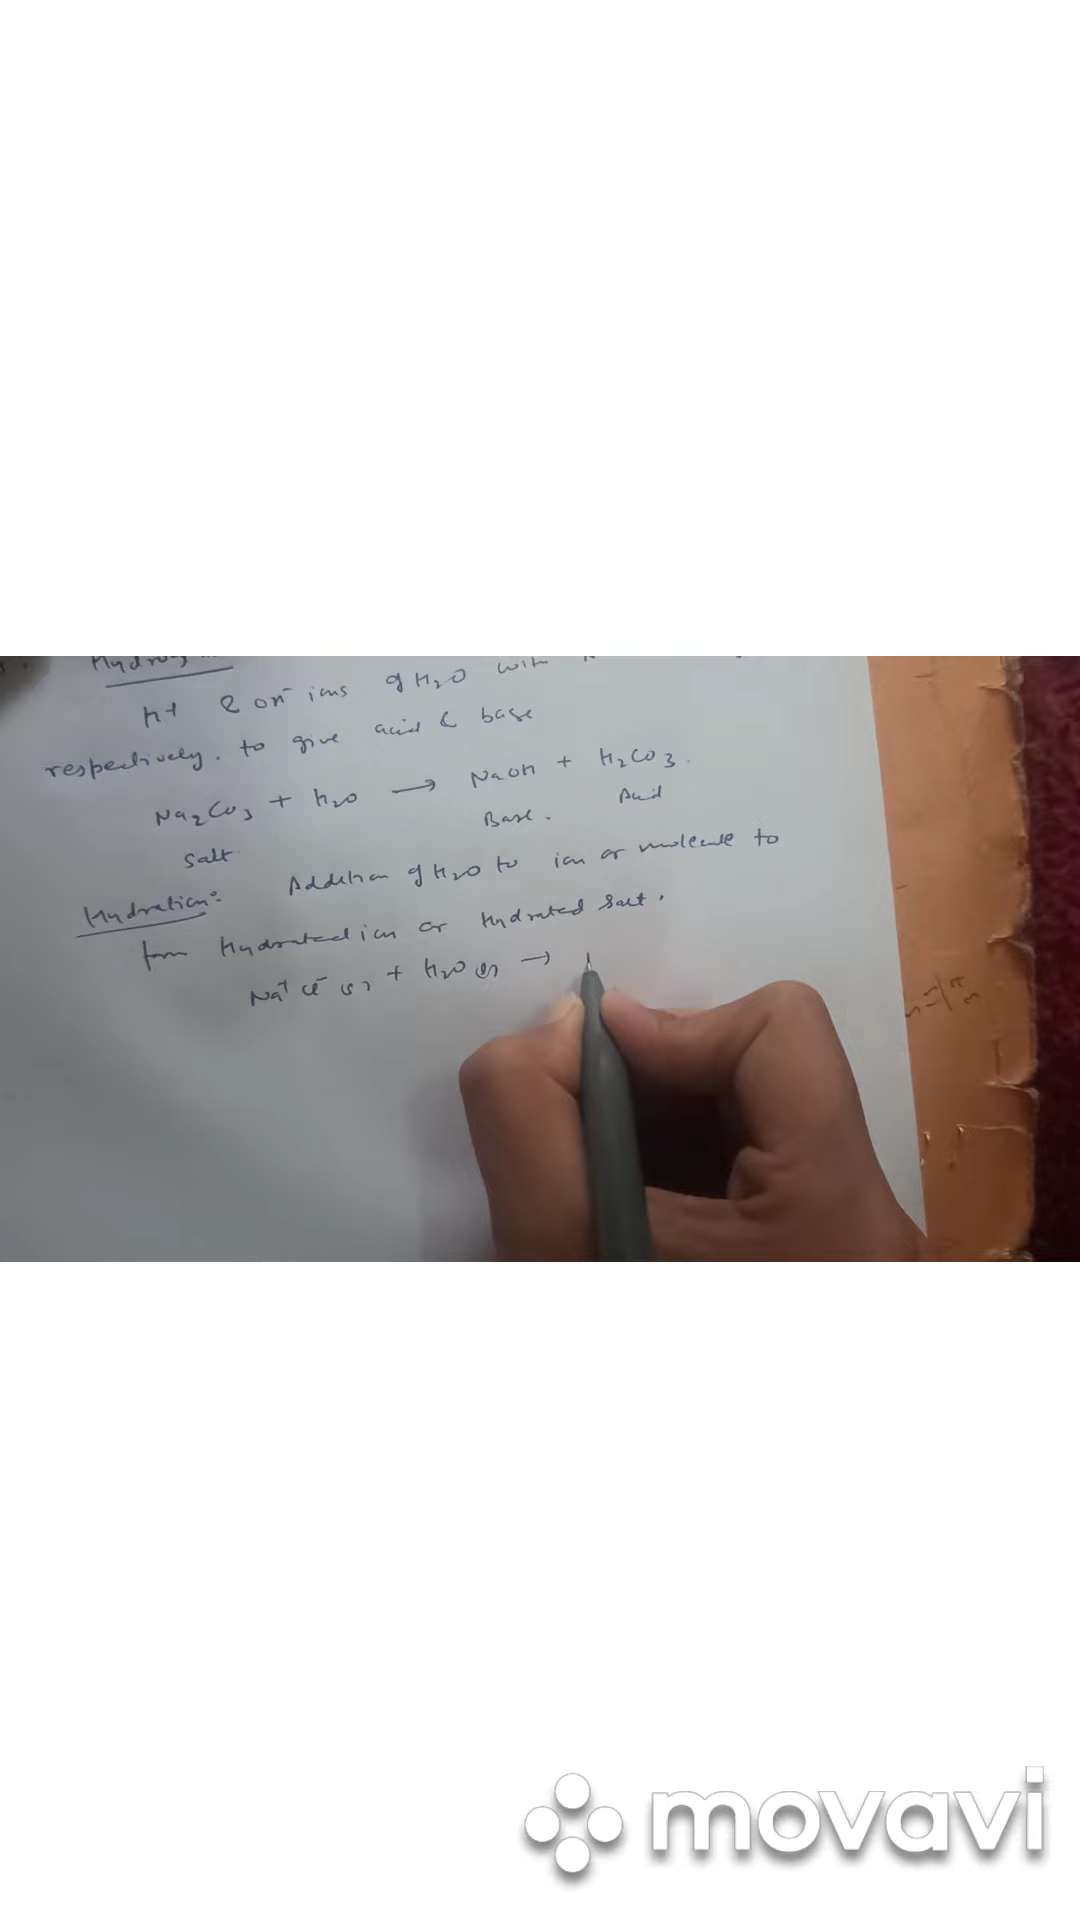 H+ & OH- ions of H2O with
respectively. to give acid & base
Na2CO3 + H2O → NaOH + H2CO3.
Salt Base. Acid
Hydration:- Addition of H2O to ion or molecule to
form Hydrated ion or Hydrated Salt.
Na+ Cl- (s) + H2O (l) →
movavi